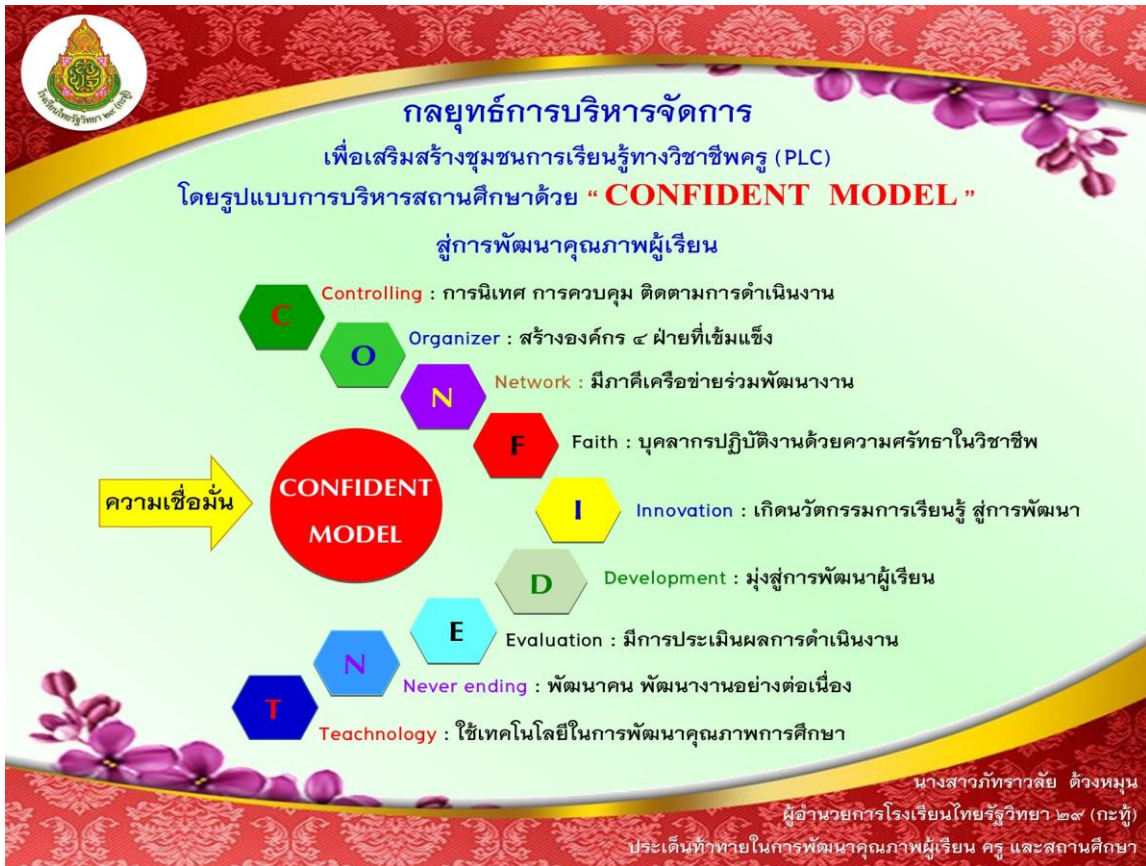 โรงเรียนไทยรัฐวิทยา ๒๙ (กะทู้)
กลยุทธ์การบริหารจัดการ
เพื่อเสริมสร้างชุมชนการเรียนรู้ทางวิชาชีพครู (PLC)
โดยรูปแบบการบริหารสถานศึกษาด้วย “ CONFIDENT MODEL ”
สู่การพัฒนาคุณภาพผู้เรียน
C Controlling : การนิเทศ การควบคุม ติดตามการดำเนินงาน
O Organizer : สร้างองค์กร ๔ ฝ่ายที่เข้มแข็ง
N Network : มีภาคีเครือข่ายร่วมพัฒนางาน
F Faith : บุคลากรปฏิบัติงานด้วยความศรัทธาในวิชาชีพ
ความเชื่อมั่น
CONFIDENT
MODEL
I Innovation : เกิดนวัตกรรมการเรียนรู้ สู่การพัฒนา
D Development : มุ่งสู่การพัฒนาผู้เรียน
E Evaluation : มีการประเมินผลการดำเนินงาน
N Never ending : พัฒนาคน พัฒนางานอย่างต่อเนื่อง
T Teachnology : ใช้เทคโนโลยีในการพัฒนาคุณภาพการศึกษา
นางสาวภัทราวลัย ด้วงหมุน
ผู้อำนวยการโรงเรียนไทยรัฐวิทยา ๒๙ (กะทู้)
ประเด็นท้าทายในการพัฒนาคุณภาพผู้เรียน ครู และสถานศึกษา